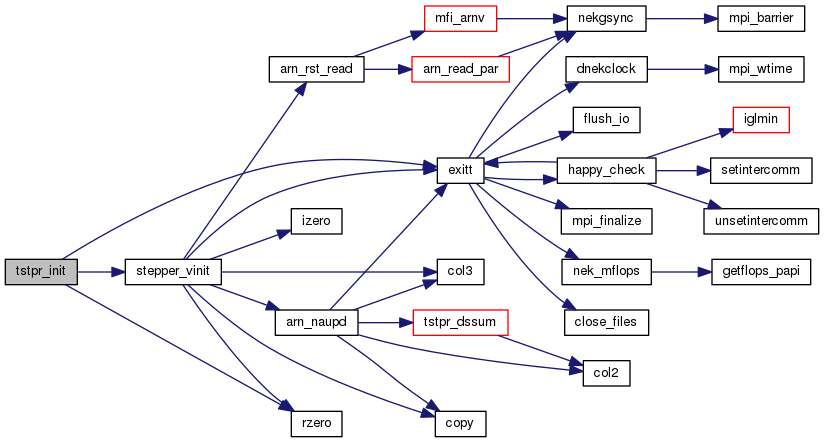 mfi_arnv
nekgsync
mpi_barrier
arn_rst_read
arn_read_par
dnekclock
mpi_wtime
flush_io
iglmin
exitt
happy_check
setintercomm
izero
mpi_finalize
unsetintercomm
tstpr_init
stepper_vinit
col3
nek_mflops
getflops_papi
arn_naupd
tstpr_dssum
close_files
col2
rzero
copy